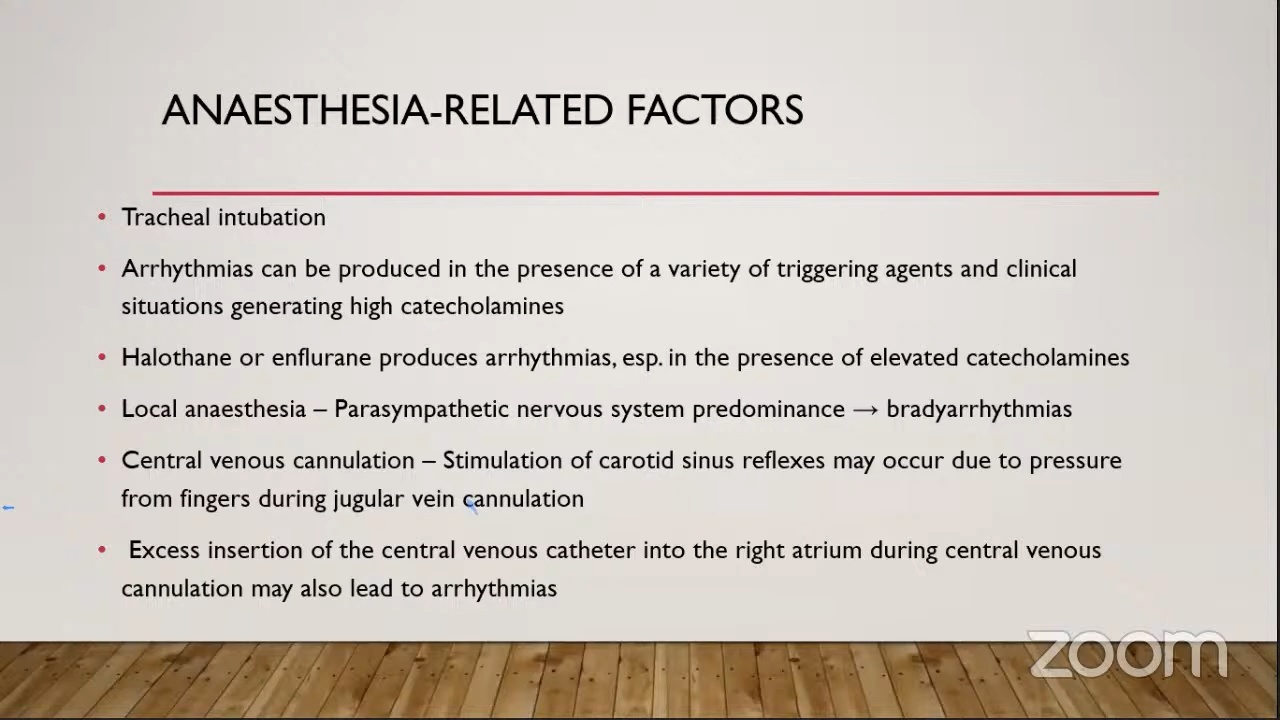 ANAESTHESIA-RELATED FACTORS
• Tracheal intubation
• Arrhythmias can be produced in the presence of a variety of triggering agents and clinical
situations generating high catecholamines
• Halothane or enflurane produces arrhythmias, esp. in the presence of elevated catecholamines
• Local anaesthesia – Parasympathetic nervous system predominance → bradyarrhythmias
• Central venous cannulation – Stimulation of carotid sinus reflexes may occur due to pressure
from fingers during jugular vein cannulation
• Excess insertion of the central venous catheter into the right atrium during central venous
cannulation may also lead to arrhythmias
zoom